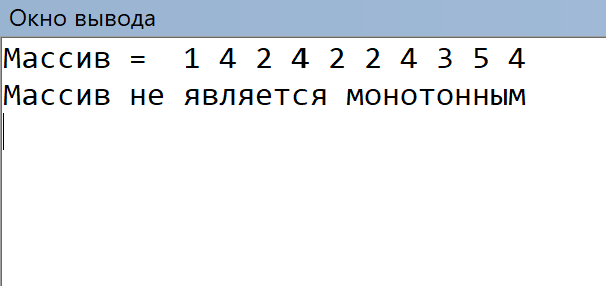 Окно вывода
Массив =  1 4 2 4 2 2 4 3 5 4
Массив не является монотонным